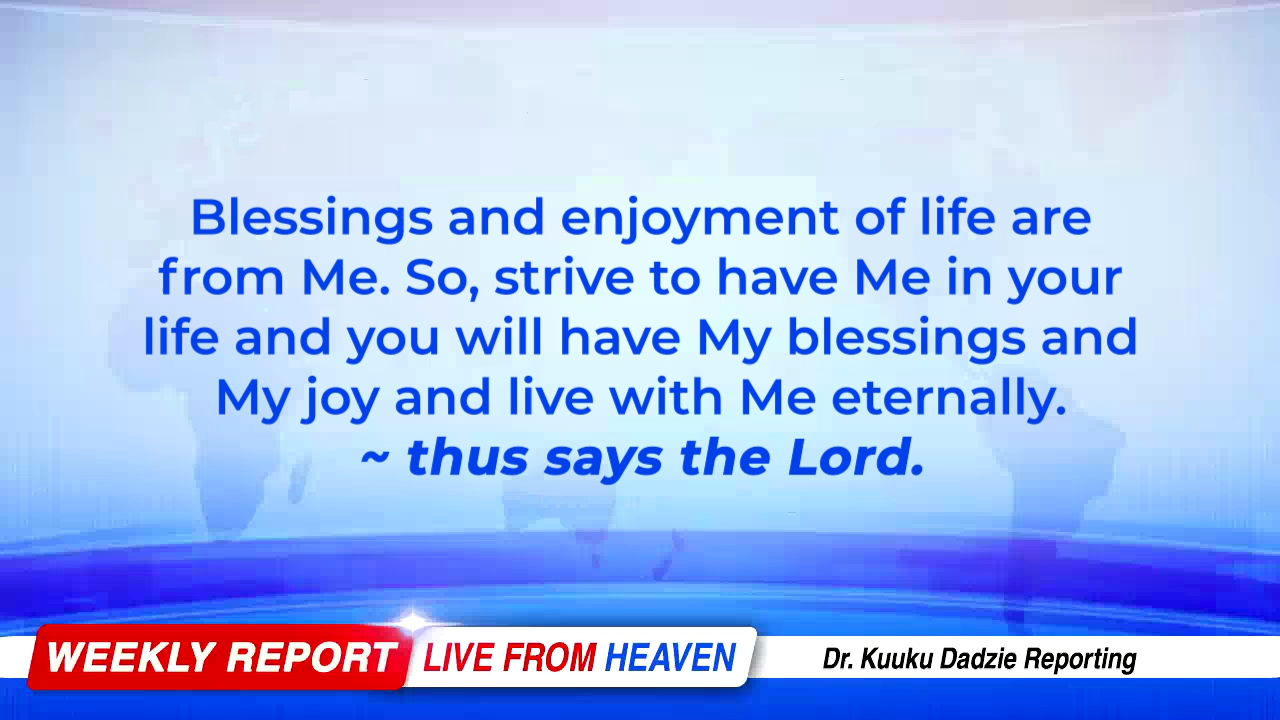 Blessings and enjoyment of life are
from Me. So, strive to have Me in your
life and you will have My blessings and
My joy and live with Me eternally.
~ thus says the Lord.
WEEKLY REPORT LIVE FROM HEAVEN Dr. Kuuku Dadzie Reporting